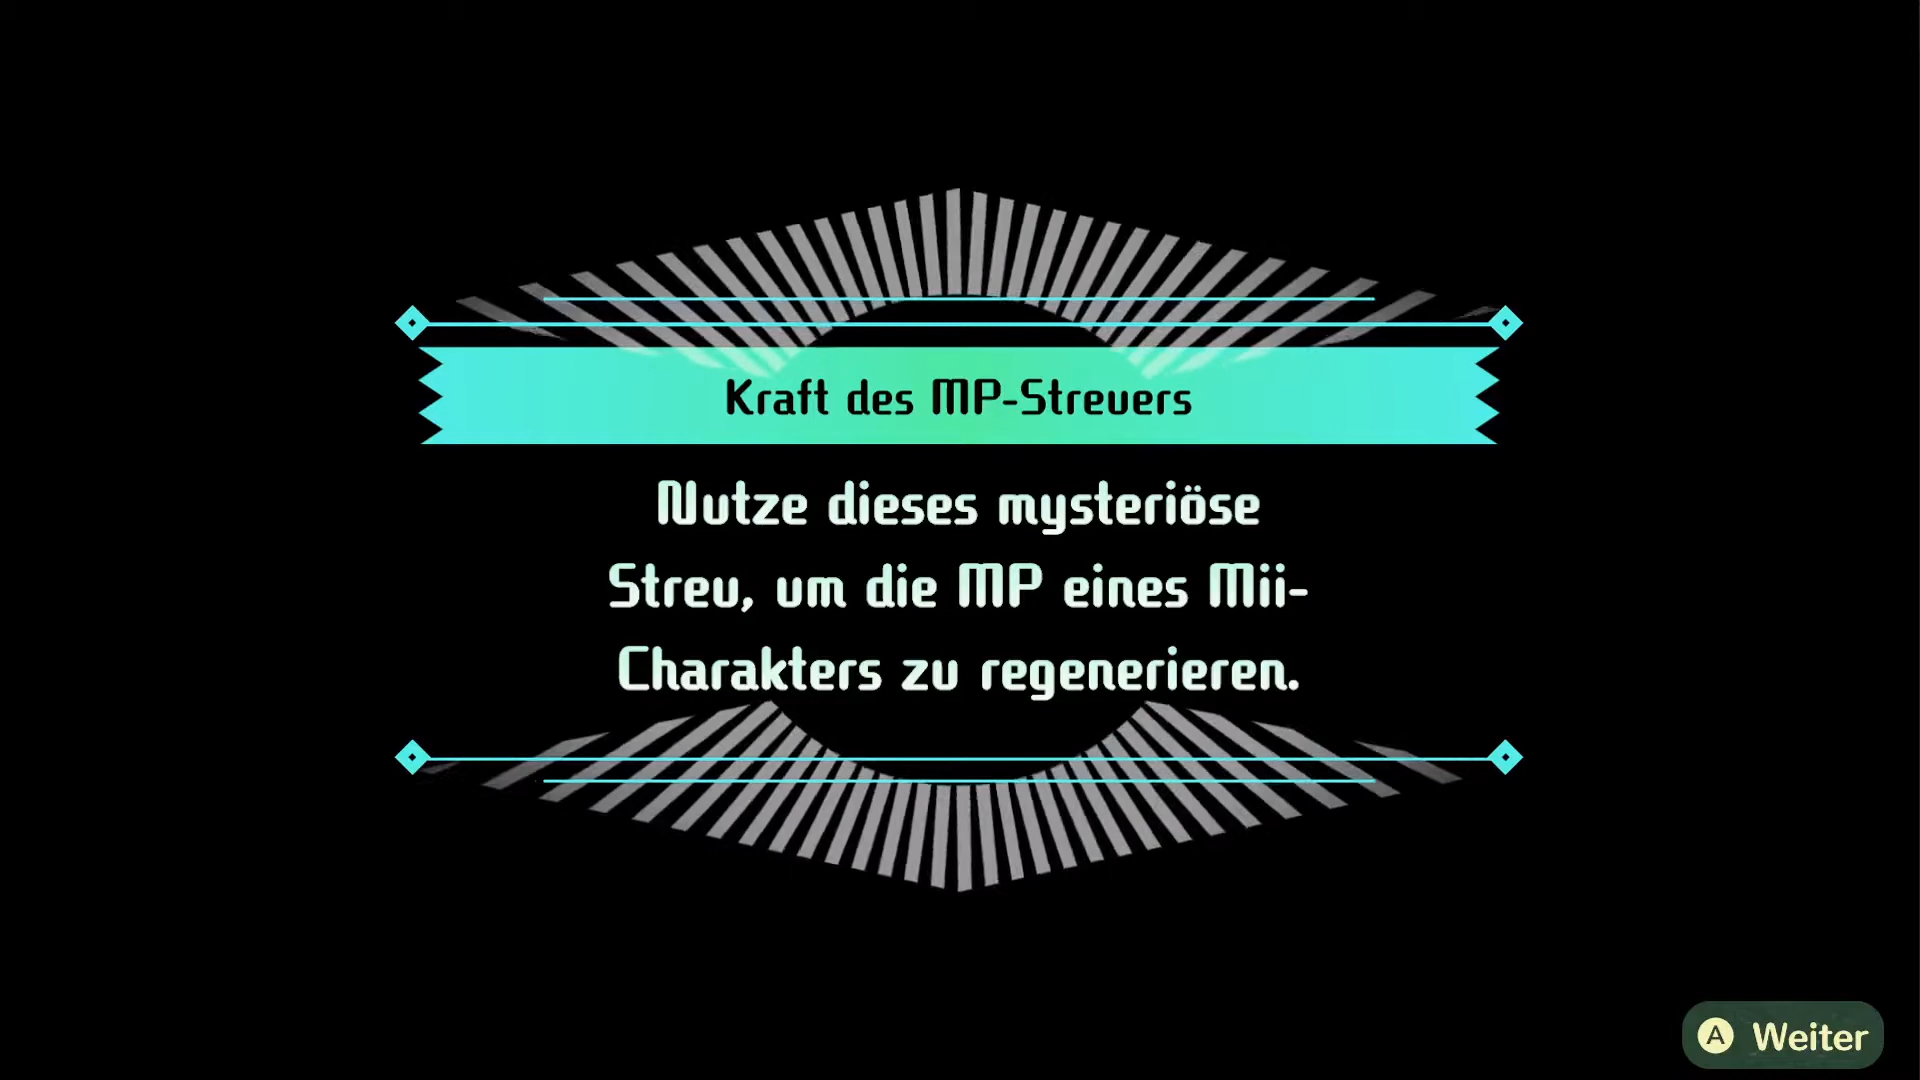 Kraft des MP-Streuers
Nutze dieses mysteriöse
Streu, um die MP eines Mii-
Charakters zu regenerieren.
A Weiter